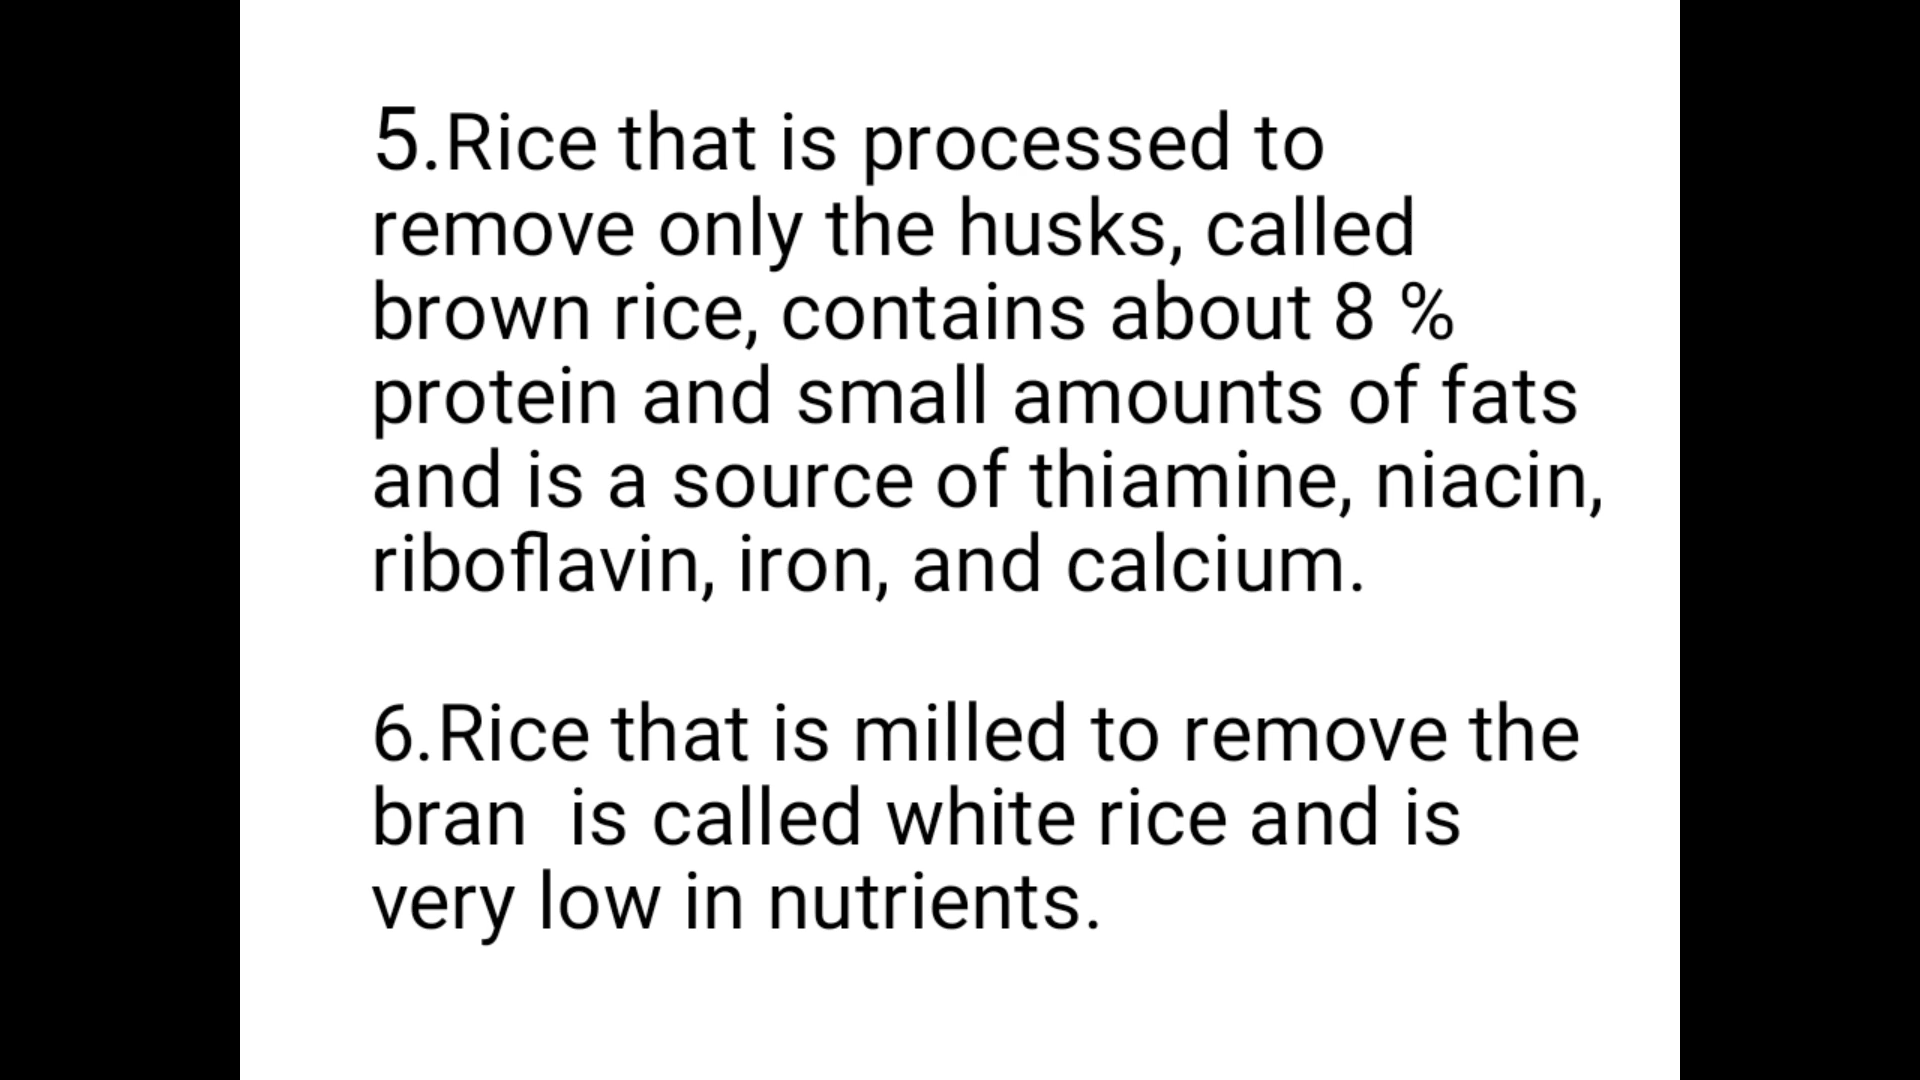 5.Rice that is processed to
remove only the husks, called
brown rice, contains about 8 %
protein and small amounts of fats
and is a source of thiamine, niacin,
riboflavin, iron, and calcium.
6.Rice that is milled to remove the
bran  is called white rice and is
very low in nutrients.